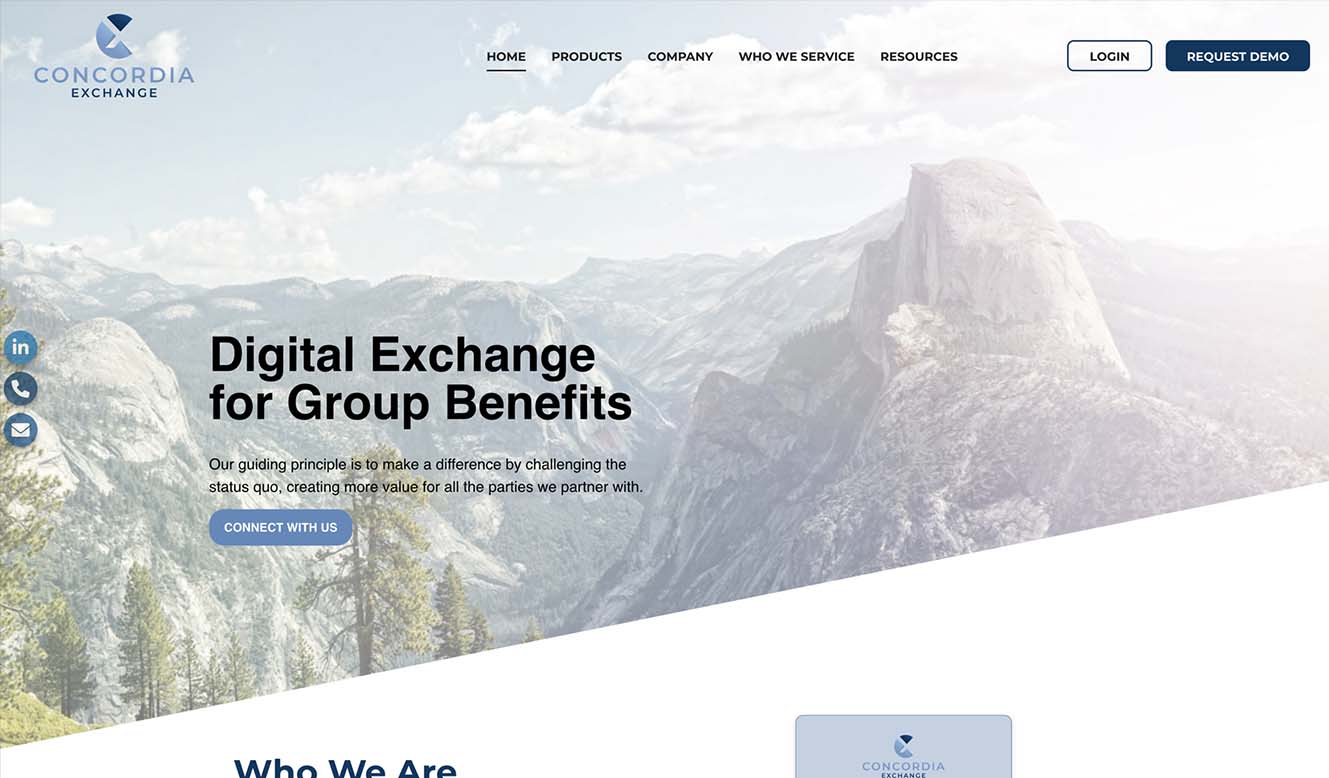 CONCORDIA
EXCHANGE
HOME
PRODUCTS
COMPANY
WHO WE SERVICE
RESOURCES
LOGIN
REQUEST DEMO
Digital Exchange
for Group Benefits
Our guiding principle is to make a difference by challenging the
status quo, creating more value for all the parties we partner with.
CONNECT WITH US
in
Who We Are
CONCORDIA
EXCHANGE